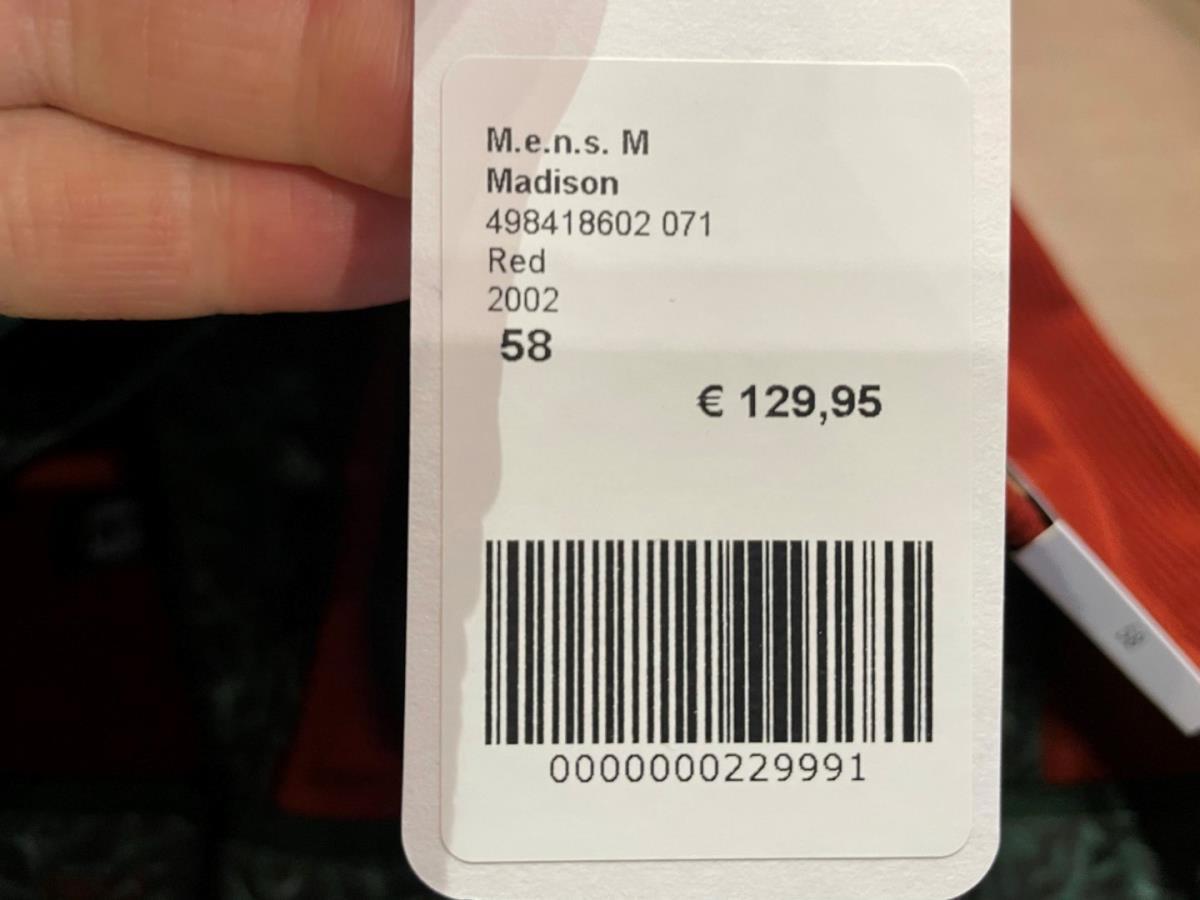 M.e.n.s. M
Madison
498418602 071
Red
2002
58
€ 129,95
0000000229991